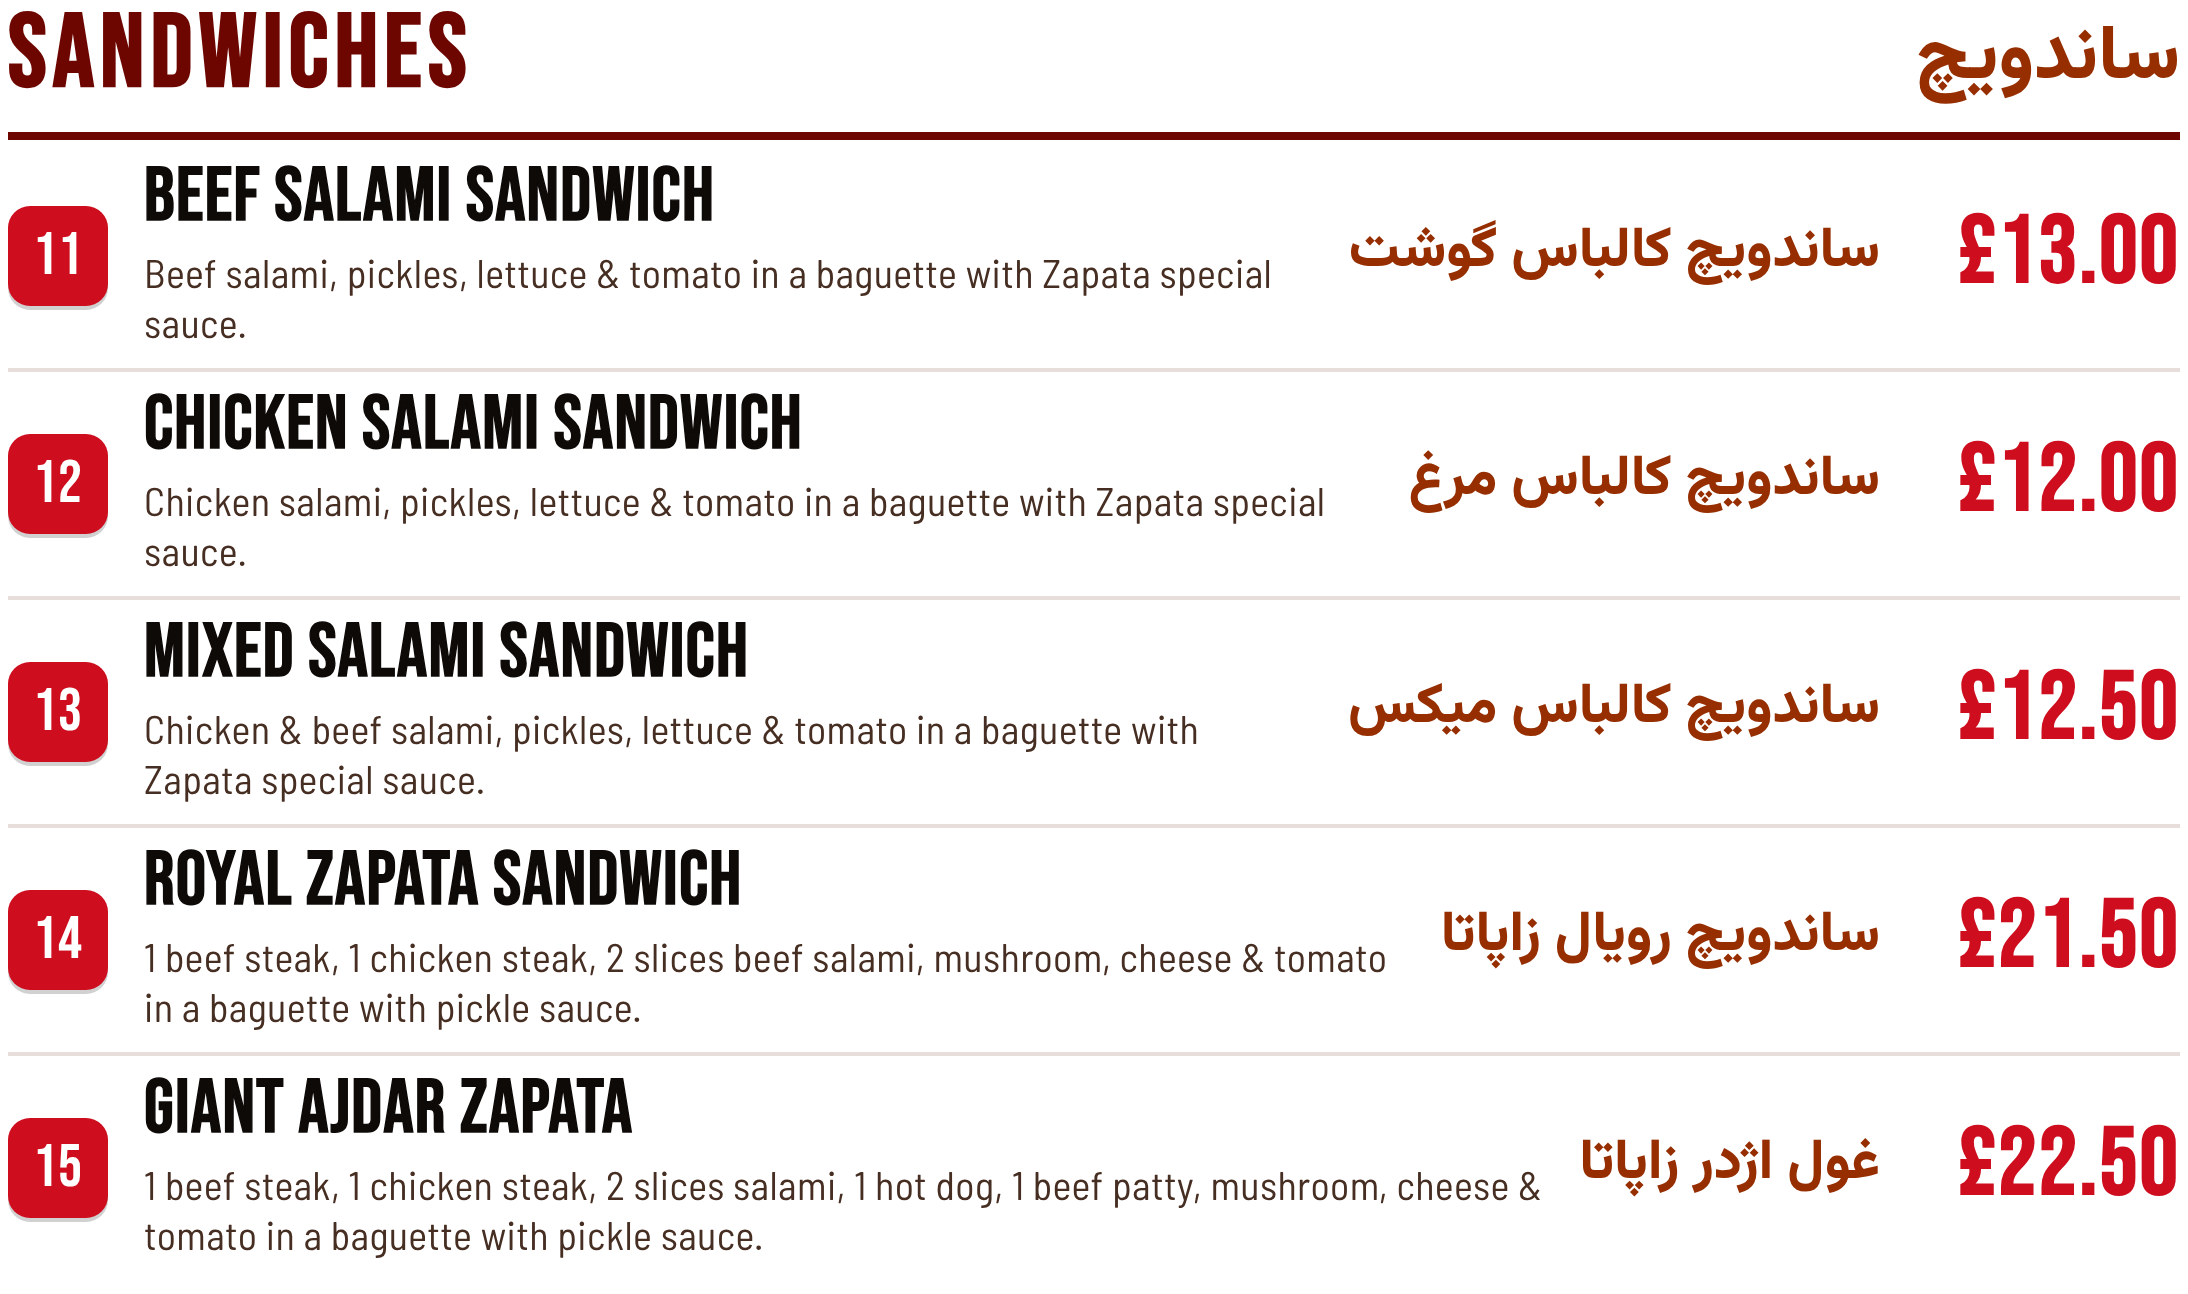 SANDWICHES
ساندویچ
11
BEEF SALAMI SANDWICH
Beef salami, pickles, lettuce & tomato in a baguette with Zapata special
sauce.
ساندویچ کالباس گوشت
£13.00
12
CHICKEN SALAMI SANDWICH
Chicken salami, pickles, lettuce & tomato in a baguette with Zapata special
sauce.
ساندویچ کالباس مرغ
£12.00
13
MIXED SALAMI SANDWICH
Chicken & beef salami, pickles, lettuce & tomato in a baguette with
Zapata special sauce.
ساندویچ کالباس میکس
£12.50
14
ROYAL ZAPATA SANDWICH
1 beef steak, 1 chicken steak, 2 slices beef salami, mushroom, cheese & tomato
in a baguette with pickle sauce.
ساندویچ رویال زاپاتا
£21.50
15
GIANT AJDAR ZAPATA
1 beef steak, 1 chicken steak, 2 slices salami, 1 hot dog, 1 beef patty, mushroom, cheese &
tomato in a baguette with pickle sauce.
غول اژدر زاپاتا
£22.50